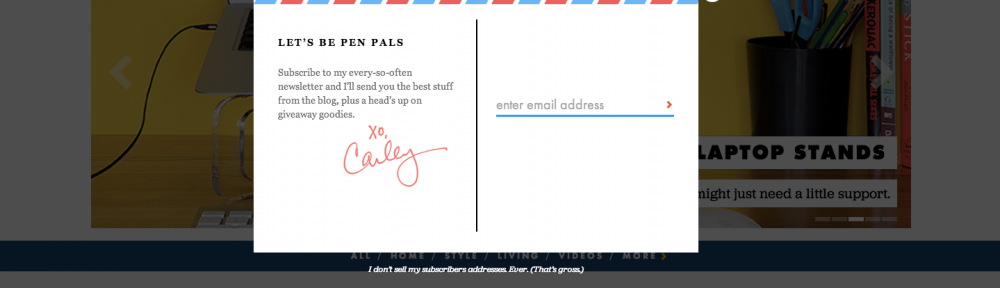 LET'S BE PEN PALS
Subscribe to my every-so-often
newsletter and I'll send you the best stuff
from the blog, plus a head's up on
giveaway goodies.
XO,
Carley
enter email address
KEROUAC
LAPTOP STANDS
night just need a little support.
ALL / HOME / STYLE / LIVING / VIDEOS / MORE
I don't sell my subscribers addresses. Ever. (That's gross.)